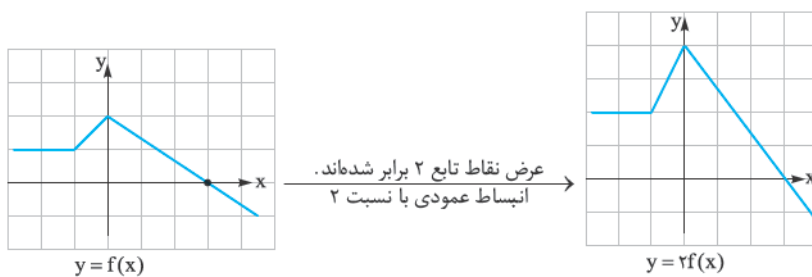 y
x
y = f(x)
عرض نقاط تابع ۲ برابر شده‌اند.
انبساط عمودی با نسبت ۲
y
x
y = ۲f(x)